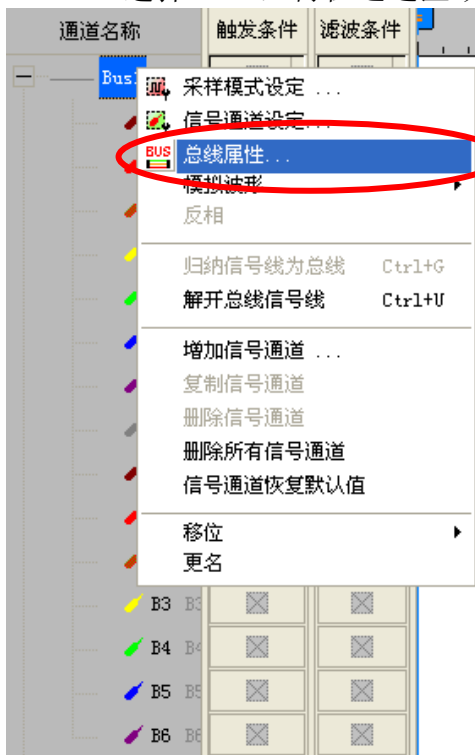 通道名称 触发条件 滤波条件
Bus1
采样模式设定 ...
信号通道设定...
BUS 总线属性...
模拟波形
反相
归纳信号线为总线 Ctrl+G
解开总线信号线 Ctrl+U
增加信号通道 ...
复制信号通道
删除信号通道
删除所有信号通道
信号通道恢复默认值
移位
更名
B3 B3
B4 B4
B5 B5
B6 B6